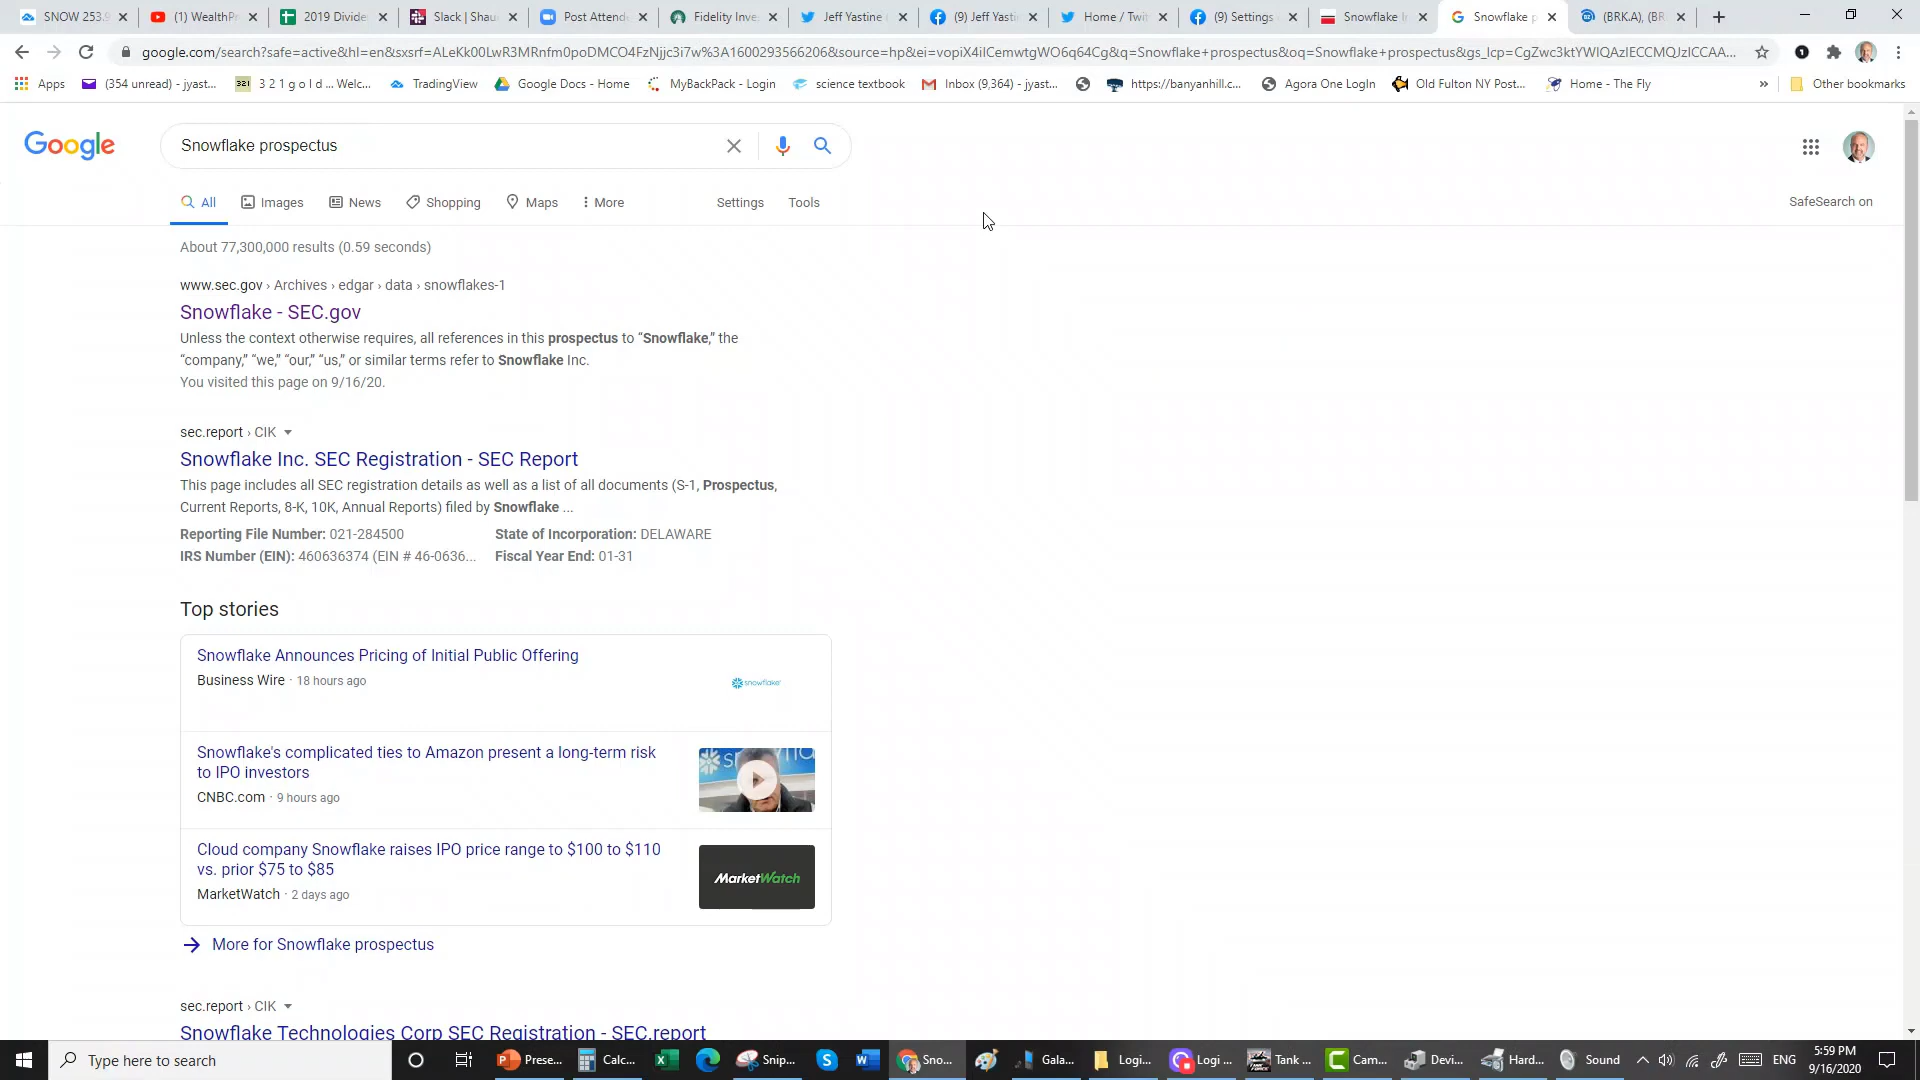 SNOW 253.9
(1) WealthPr
2019 Divide
Slack | Shau
Post Attend
Fidelity Inve
Jeff Yastine
(9) Jeff Yasti
Home / Twit
(9) Settings
Snowflake I
Snowflake p
(BRK.A), (BR
google.com/search?safe=active&hl=en&sxsrf=ALeKk00LwR3MRnfm0poDMCO4FzNjjc3i7w%3A1600293566206&source=hp&ei=vopiX4ilCemwtgWO6q64Cg&q=Snowflake+prospectus&oq=Snowflake+prospectus&gs_lcp=CgZwc3ktYWIQAzIECCMQJzICCAA...
Apps
(354 unread) - jyast...
321
3 2 1 g o l d ... Welc...
TradingView
Google Docs - Home
MyBackPack - Login
science textbook
Inbox (9,364) - jyast...
https://banyanhill.c...
Agora One LogIn
Old Fulton NY Post...
Home - The Fly
»
Other bookmarks
Google
Snowflake prospectus
All
Images
News
Shopping
Maps
More
Settings
Tools
SafeSearch on
About 77,300,000 results (0.59 seconds)
www.sec.gov › Archives › edgar › data › snowflakes-1
Snowflake - SEC.gov
Unless the context otherwise requires, all references in this prospectus to “Snowflake,” the
“company,” “we,” “our,” “us,” or similar terms refer to Snowflake Inc.
You visited this page on 9/16/20.
sec.report › CIK
Snowflake Inc. SEC Registration - SEC Report
This page includes all SEC registration details as well as a list of all documents (S-1, Prospectus,
Current Reports, 8-K, 10K, Annual Reports) filed by Snowflake ...
Reporting File Number: 021-284500 State of Incorporation: DELAWARE
IRS Number (EIN): 460636374 (EIN # 46-0636... Fiscal Year End: 01-31
Top stories
Snowflake Announces Pricing of Initial Public Offering
Business Wire · 18 hours ago
snowflake
Snowflake's complicated ties to Amazon present a long-term risk
to IPO investors
CNBC.com · 9 hours ago
Cloud company Snowflake raises IPO price range to $100 to $110
vs. prior $75 to $85
MarketWatch · 2 days ago
MarketWatch
More for Snowflake prospectus
sec.report › CIK
Snowflake Technologies Corp SEC Registration - SEC.report
Type here to search
Prese...
Calc...
Snip...
Sno...
Gala...
Logi...
Logi ...
Tank ...
Cam...
Devi...
Hard...
Sound
ENG
5:59 PM
9/16/2020